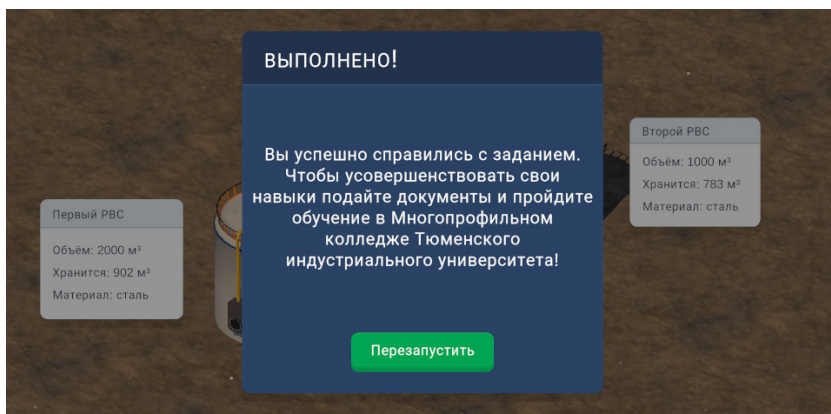 ВЫПОЛНЕНО!
Вы успешно справились с заданием.
Чтобы усовершенствовать свои
навыки подайте документы и пройдите
обучение в Многопрофильном
колледже Тюменского
индустриального университета!
Перезапустить
Первый РВС
Объём: 2000 м³
Хранится: 902 м³
Материал: сталь
Второй РВС
Объём: 1000 м³
Хранится: 783 м³
Материал: сталь